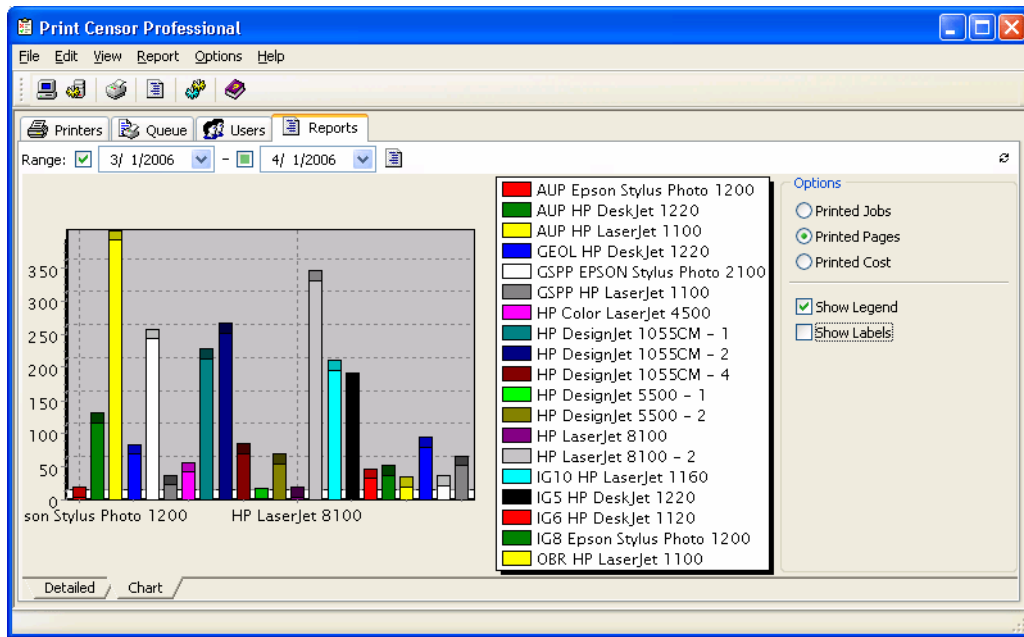 Print Censor Professional
File Edit View Report Options Help
Printers Queue Users Reports
Range: 3/ 1/2006 - 4/ 1/2006
350
300
250
200
150
100
50
0
son Stylus Photo 1200 HP LaserJet 8100
AUP Epson Stylus Photo 1200
AUP HP DeskJet 1220
AUP HP LaserJet 1100
GEOL HP DeskJet 1220
GSPP EPSON Stylus Photo 2100
GSPP HP LaserJet 1100
HP Color LaserJet 4500
HP DesignJet 1055CM - 1
HP DesignJet 1055CM - 2
HP DesignJet 1055CM - 4
HP DesignJet 5500 - 1
HP DesignJet 5500 - 2
HP LaserJet 8100
HP LaserJet 8100 - 2
IG10 HP LaserJet 1160
IG5 HP DeskJet 1220
IG6 HP DeskJet 1120
IG8 Epson Stylus Photo 1200
OBR HP LaserJet 1100
Options
Printed Jobs
Printed Pages
Printed Cost
Show Legend
Show Labels
Detailed Chart